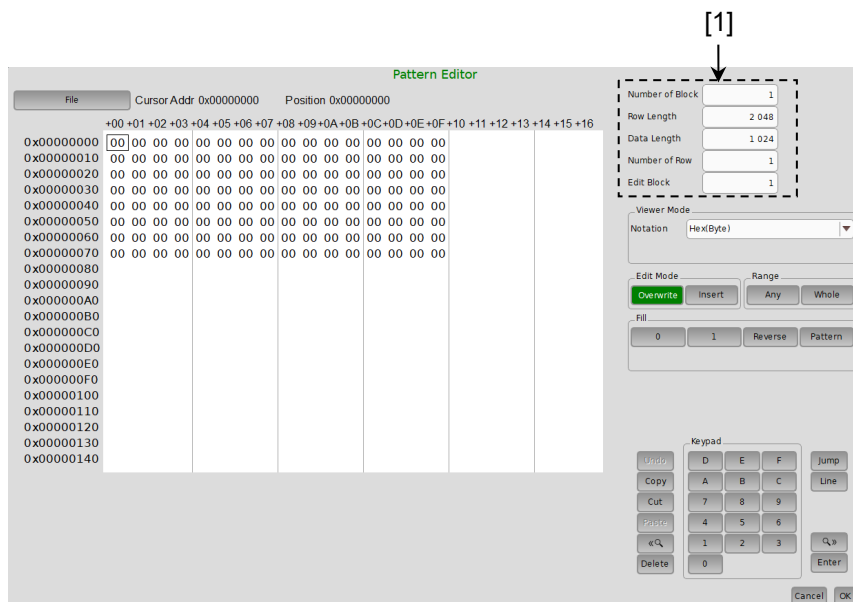 [1]
Pattern Editor
File
Cursor Addr 0x00000000 Position 0x00000000
+00 +01 +02 +03 +04 +05 +06 +07 +08 +09+0A+0B +0C+0D+0E+0F+10 +11 +12 +13 +14 +15 +16
0x00000000 00 00 00 00 00 00 00 00 00 00 00 00 00 00 00 00
0x00000010 00 00 00 00 00 00 00 00 00 00 00 00 00 00 00 00
0x00000020 00 00 00 00 00 00 00 00 00 00 00 00 00 00 00 00
0x00000030 00 00 00 00 00 00 00 00 00 00 00 00 00 00 00 00
0x00000040 00 00 00 00 00 00 00 00 00 00 00 00 00 00 00 00
0x00000050 00 00 00 00 00 00 00 00 00 00 00 00 00 00 00 00
0x00000060 00 00 00 00 00 00 00 00 00 00 00 00 00 00 00 00
0x00000070 00 00 00 00 00 00 00 00 00 00 00 00 00 00 00 00
0x00000080
0x00000090
0x000000A0
0x000000B0
0x000000C0
0x000000D0
0x000000E0
0x000000F0
0x00000100
0x00000110
0x00000120
0x00000130
0x00000140
Number of Block 1
Row Length 2 048
Data Length 1 024
Number of Row 1
Edit Block 1
Viewer Mode
Notation Hex(Byte)
Edit Mode Range
Overwrite Insert Any Whole
Fill
0 1 Reverse Pattern
Keypad
Undo D E F Jump
Copy A B C Line
Cut 7 8 9
Paste 4 5 6
« 1 2 3 »
Delete 0 Enter
Cancel OK